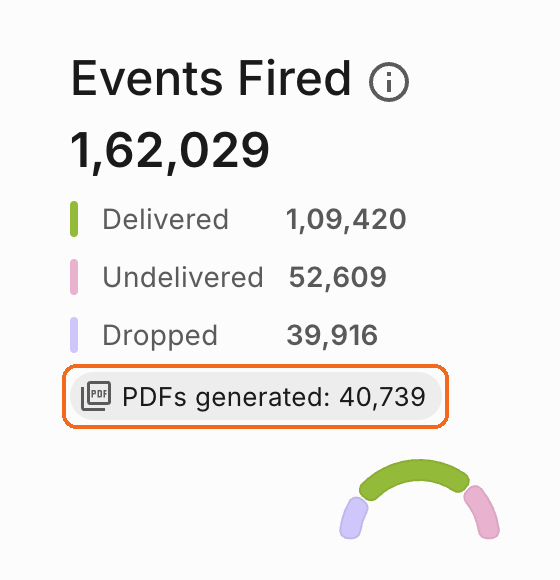 Events Fired
1,62,029
Delivered 1,09,420
Undelivered 52,609
Dropped 39,916
PDF PDFs generated: 40,739